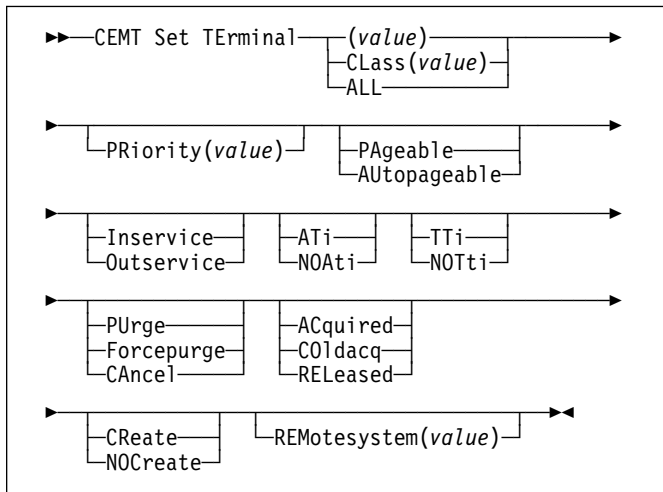 CEMT Set TErminal (value)
CLass(value)
ALL
PRiority(value) PAgeable
AUtopageable
Inservice ATi TTi
Outservice NOAti NOTti
PUrge ACquired
Forcepurge COldacq
CAncel RELeased
CReate REMotesystem(value)
NOCreate